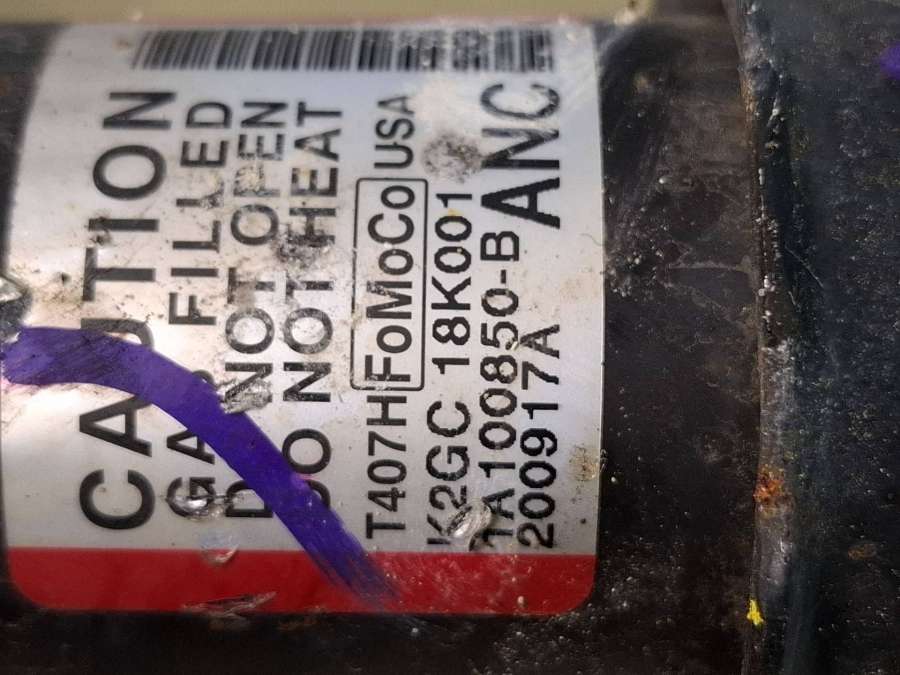 CAUTION
GAS FILLED
DO NOT OPEN
DO NOT HEAT
T407H FoMoCo USA
K2GC 18K001
1A100850-B
200917A ANC